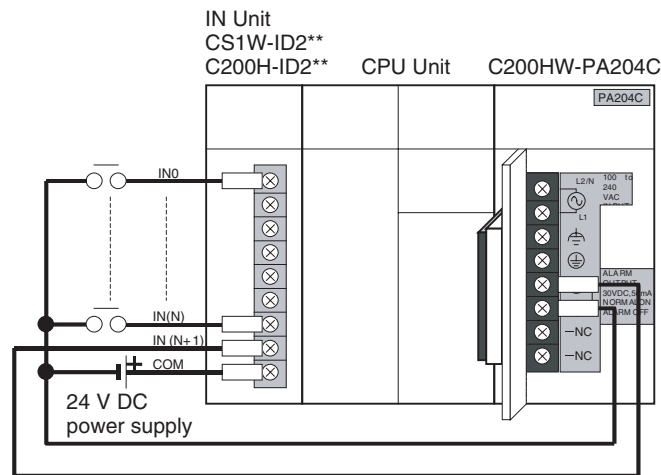 IN Unit
CS1W-ID2**
C200H-ID2**
CPU Unit
C200HW-PA204C
PA204C
IN0
IN(N)
IN (N+1)
COM
24 V DC
power supply
L2/N
L1
100 to
240
VAC
ALARM
30VDC,50mA
NORMAL ON
ALARM OFF
NC
NC